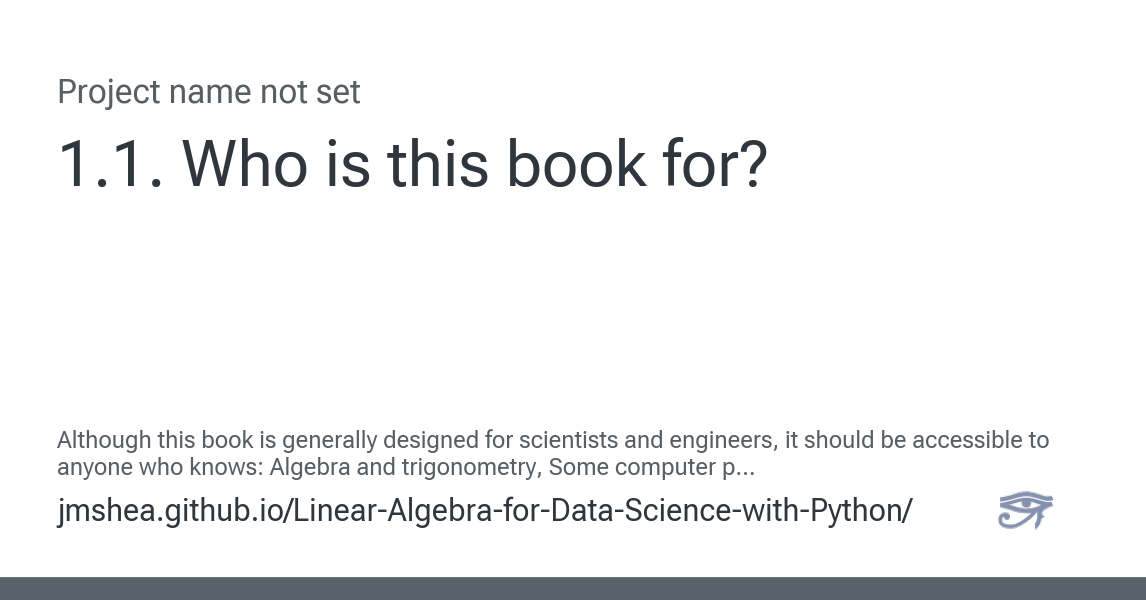 Project name not set
1.1. Who is this book for?
Although this book is generally designed for scientists and engineers, it should be accessible to
anyone who knows: Algebra and trigonometry, Some computer p...
jmshea.github.io/Linear-Algebra-for-Data-Science-with-Python/